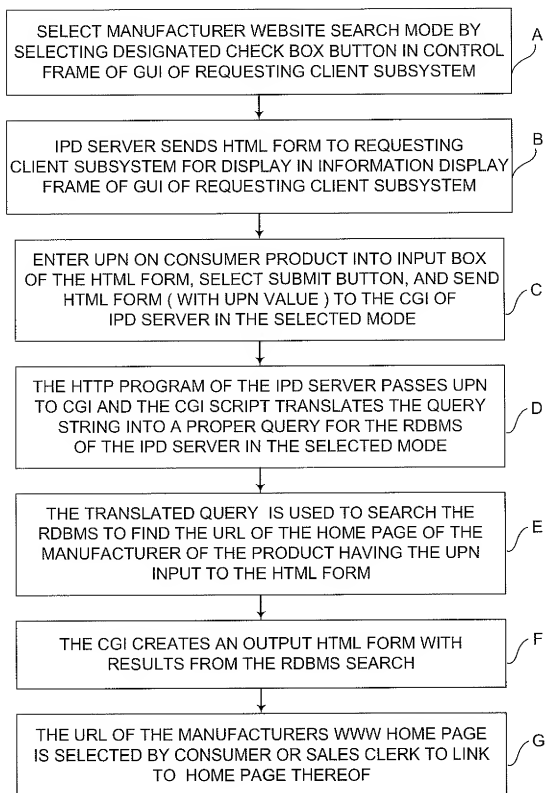 SELECT MANUFACTURER WEBSITE SEARCH MODE BY
SELECTING DESIGNATED CHECK BOX BUTTON IN CONTROL
FRAME OF GUI OF REQUESTING CLIENT SUBSYSTEM
A
IPD SERVER SENDS HTML FORM TO REQUESTING
CLIENT SUBSYSTEM FOR DISPLAY IN INFORMATION DISPLAY
FRAME OF GUI OF REQUESTING CLIENT SUBSYSTEM
B
ENTER UPN ON CONSUMER PRODUCT INTO INPUT BOX
OF THE HTML FORM, SELECT SUBMIT BUTTON, AND SEND
HTML FORM ( WITH UPN VALUE ) TO THE CGI OF
IPD SERVER IN THE SELECTED MODE
C
THE HTTP PROGRAM OF THE IPD SERVER PASSES UPN
TO CGI AND THE CGI SCRIPT TRANSLATES THE QUERY
STRING INTO A PROPER QUERY FOR THE RDBMS
OF THE IPD SERVER IN THE SELECTED MODE
D
THE TRANSLATED QUERY IS USED TO SEARCH THE
RDBMS TO FIND THE URL OF THE HOME PAGE OF THE
MANUFACTURER OF THE PRODUCT HAVING THE UPN
INPUT TO THE HTML FORM
E
THE CGI CREATES AN OUTPUT HTML FORM WITH
RESULTS FROM THE RDBMS SEARCH
F
THE URL OF THE MANUFACTURERS WWW HOME PAGE
IS SELECTED BY CONSUMER OR SALES CLERK TO LINK
TO HOME PAGE THEREOF
G